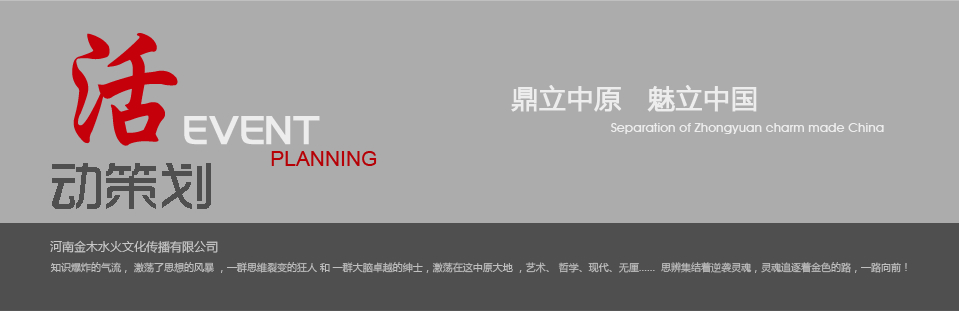 活
EVENT
PLANNING
动策划
鼎立中原 魅立中国
Separation of Zhongyuan charm made China
河南金木水火文化传播有限公司
知识爆炸的气流， 激荡了思想的风暴 ，一群思维裂变的狂人 和 一群大脑卓越的绅士，激荡在这中原大地 ，艺术、 哲学、现代、无厘...... 思辨集结着逆袭灵魂，灵魂追逐着金色的路，一路向前！